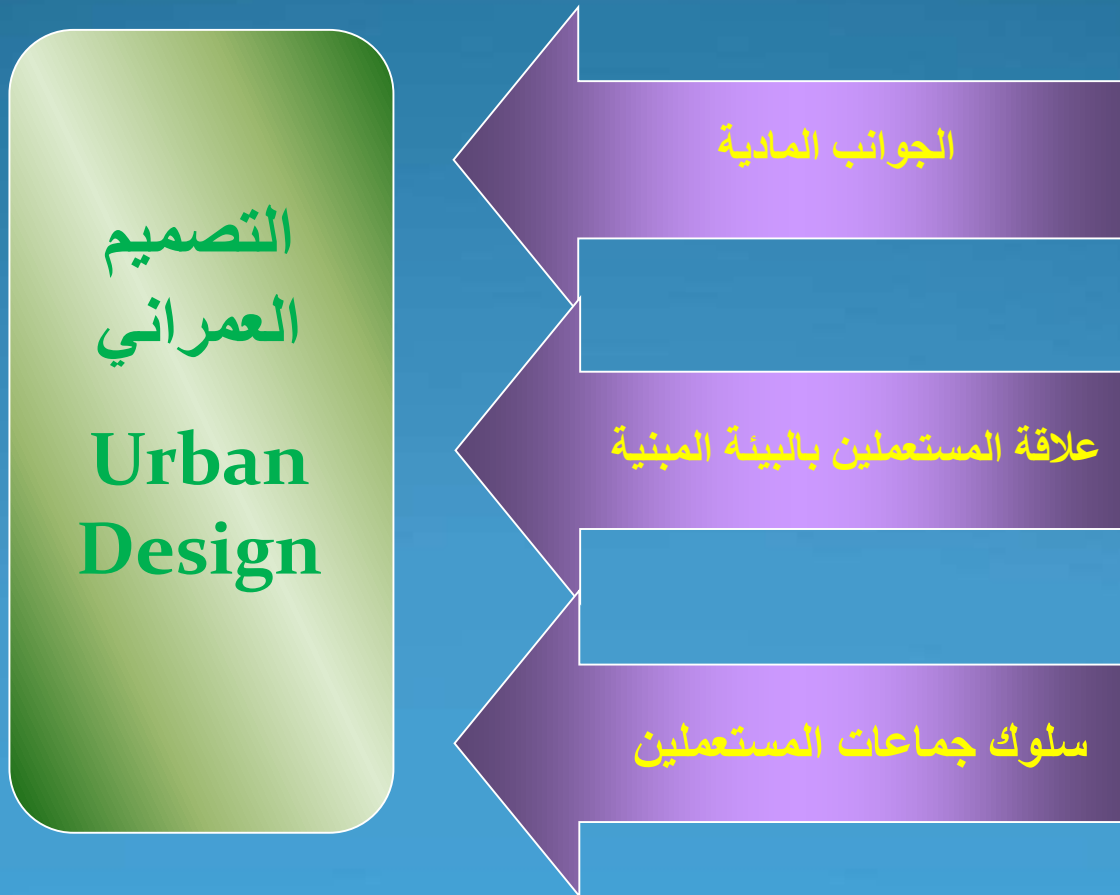 الجوانب المادية
علاقة المستعملين بالبيئة المبنية
سلوك جماعات المستعملين
التصميم
العمراني
Urban
Design